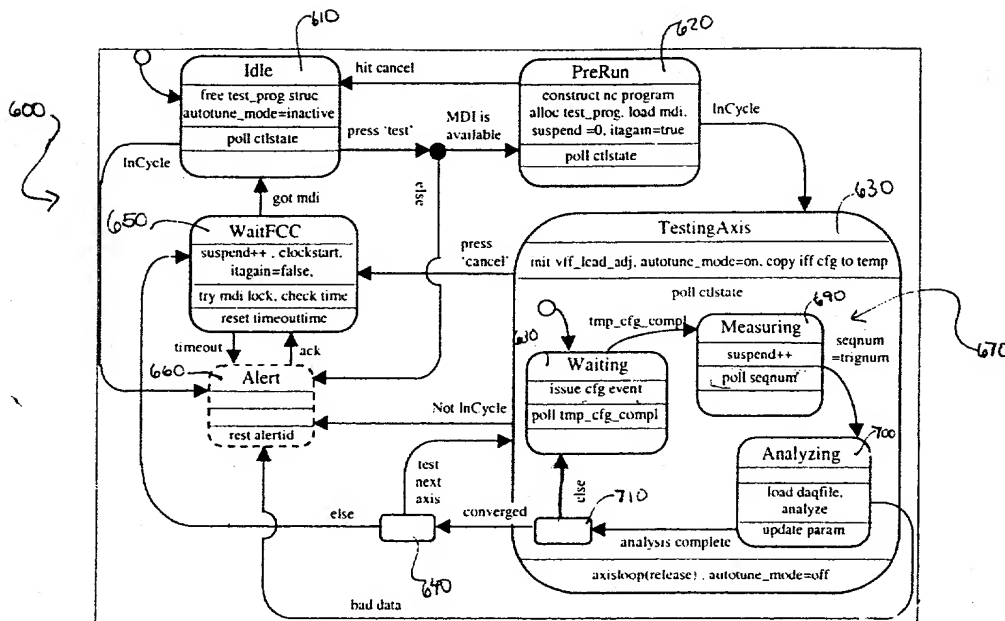 610
620
600
Idle
free test_prog struc
autotune_mode=inactive
poll ctlstate
hit cancel
PreRun
construct nc program
alloc test_prog. load mdi.
suspend =0, itagain=true
poll ctlstate
InCycle
press 'test'
MDI is
available
InCycle
else
got mdi
630
650
WaitFCC
suspend++ , clockstart,
itagain=false,
try mdi lock, check time
reset timeouttime
press
'cancel'
TestingAxis
init vff_lead_adj, autotune_mode=on, copy iff cfg to temp
poll ctlstate
690
tmp_cfg_compl
Measuring
suspend++
poll seqnum
seqnum
=trignum
670
680
Waiting
issue cfg event
poll tmp_cfg_compl
timeout
ack
660
Alert
rest alertid
Not InCycle
700
Analyzing
load daqfile,
analyze
update param
test
next
axis
else
710
else
converged
analysis complete
640
axisloop(release) , autotune_mode=off
bad data